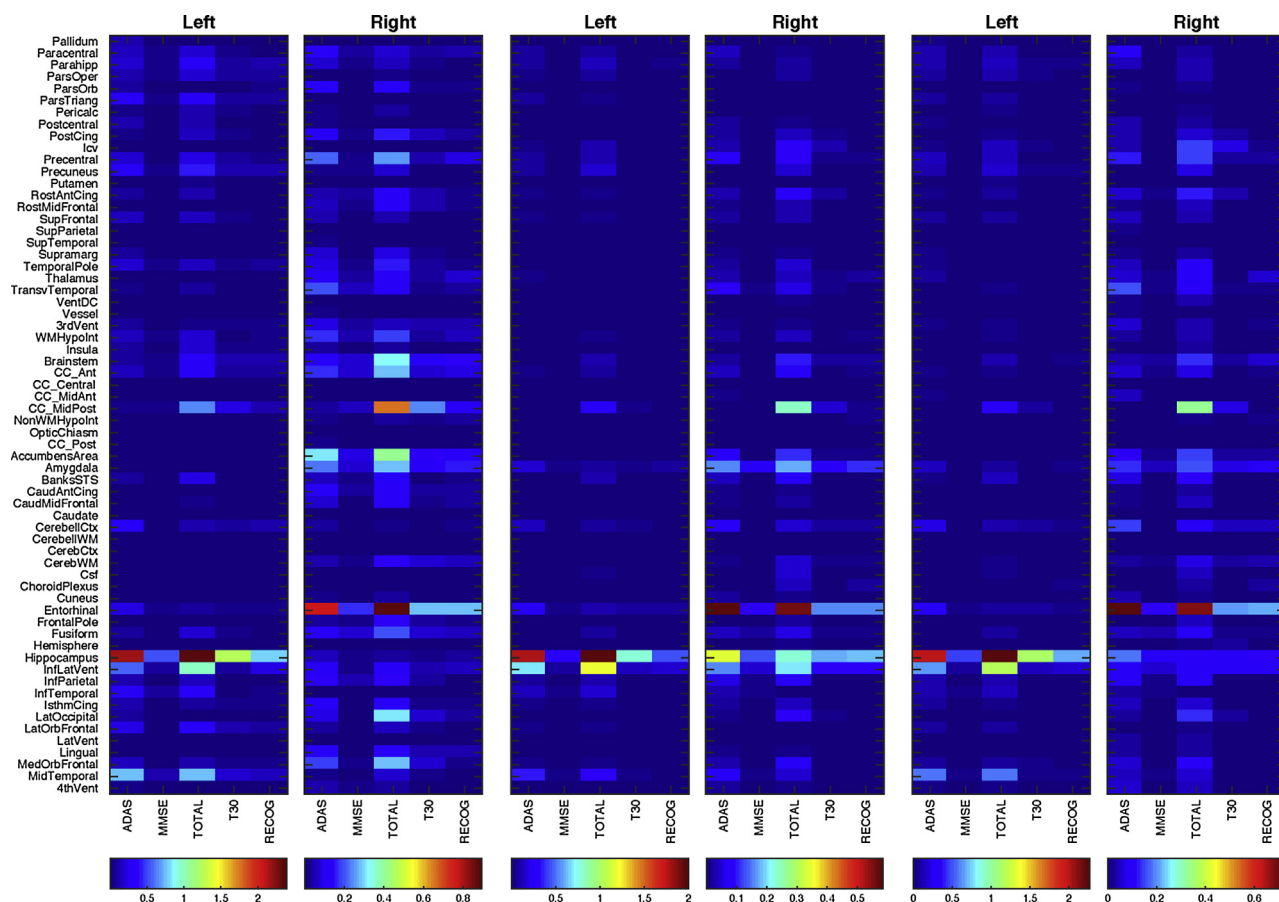 Left Right Left Right Left Right
Pallidum
Paracentral
Parahipp
ParsOper
ParsOrb
ParsTriang
Pericalc
Postcentral
PostCing
Icv
Precentral
Precuneus
Putamen
RostAntCing
RostMidFrontal
SupFrontal
SupParietal
SupTemporal
Supramarg
TemporalPole
Thalamus
TransvTemporal
VentDC
Vessel
3rdVent
WMHypoInt
Insula
Brainstem
CC_Ant
CC_Central
CC_MidAnt
CC_MidPost
NonWMHypoInt
OpticChiasm
CC_Post
AccumbensArea
Amygdala
BanksSTS
CaudAntCing
CaudMidFrontal
Caudate
CerebellCtx
CerebellWM
CerebCtx
CerebWM
Csf
ChoroidPlexus
Cuneus
Entorhinal
FrontalPole
Fusiform
Hemisphere
Hippocampus
InfLatVent
InfParietal
InfTemporal
IsthmCing
LatOccipital
LatOrbFrontal
LatVent
Lingual
MedOrbFrontal
MidTemporal
4thVent
ADAS MMSE TOTAL T30 RECOG ADAS MMSE TOTAL T30 RECOG ADAS MMSE TOTAL T30 RECOG ADAS MMSE TOTAL T30 RECOG ADAS MMSE TOTAL T30 RECOG ADAS MMSE TOTAL T30 RECOG
0.5 1 1.5 2 0.2 0.4 0.6 0.8 0.5 1 1.5 2 0.1 0.2 0.3 0.4 0.5 0 0.5 1 1.5 2 0 0.2 0.4 0.6